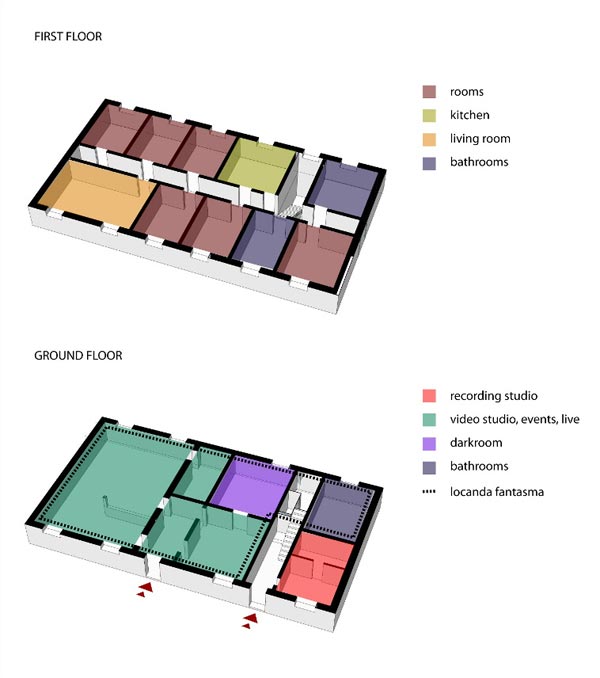 FIRST FLOOR
rooms
kitchen
living room
bathrooms
GROUND FLOOR
recording studio
video studio, events, live
darkroom
bathrooms
locanda fantasma